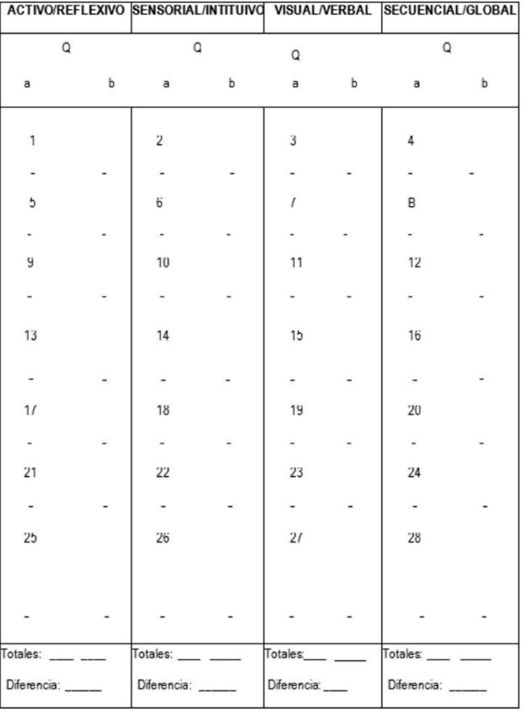 ACTIVO/REFLEXIVO SENSORIAL/INTITUIVO VISUAL/VERBAL SECUENCIAL/GLOBAL
Q Q Q Q
a b a b a b a b
1 2 3 4
- - - - - - - -
5 6 7 B
- - - - - - - -
9 10 11 12
- - - - - - - -
13 14 15 16
- - - - - - - -
17 18 19 20
- - - - - - - -
21 22 23 24
- - - - - - - -
25 26 27 28
- - - - - - - -
Totales: ____ ____ Totales: ____ _____ Totales:____ _____ Totales: ____ _____
Diferencia: ______ Diferencia: ______ Diferencia: ____ Diferencia: ______